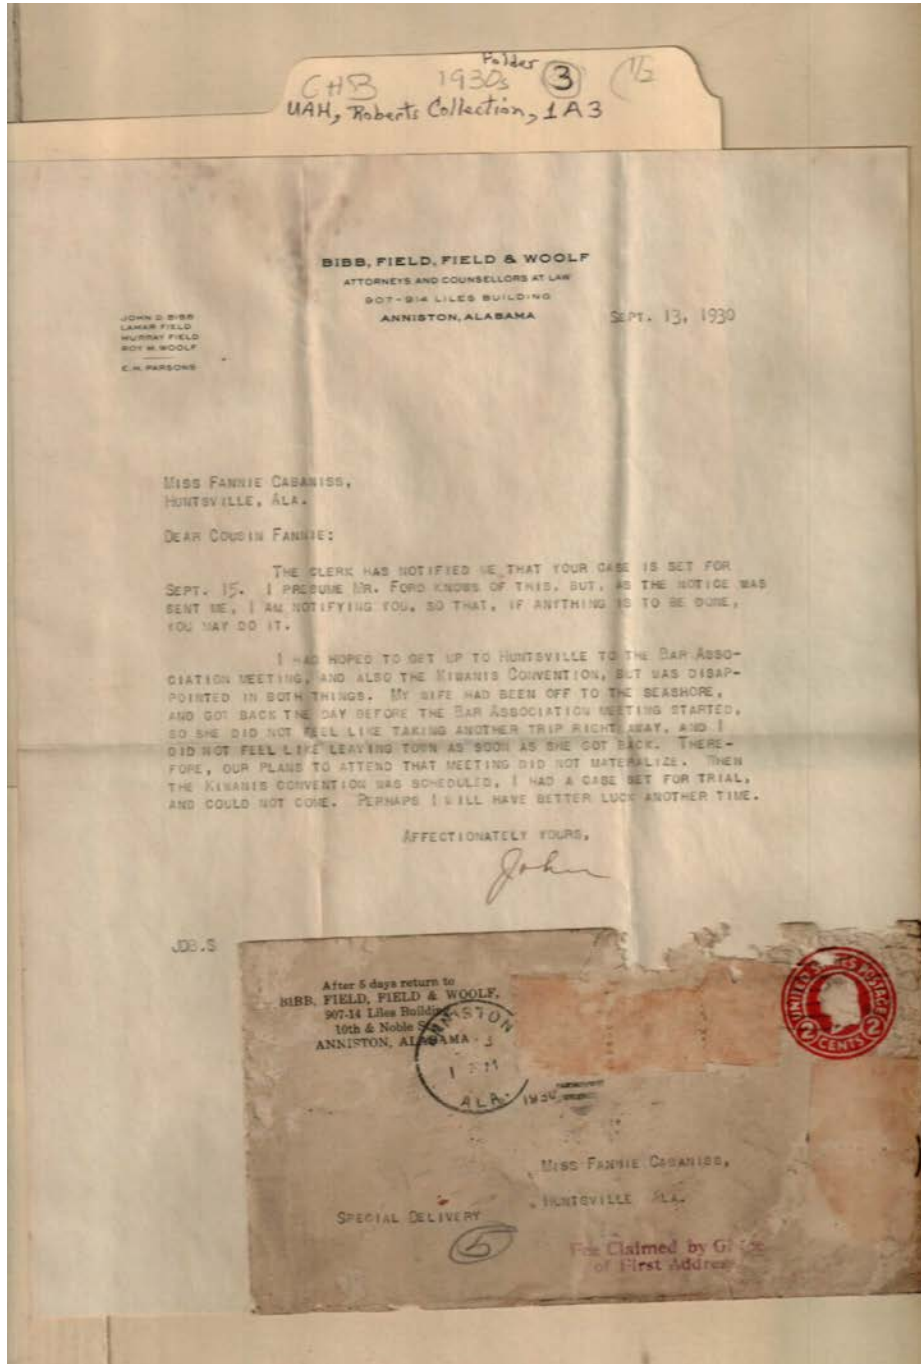 Folder
CHB 1930s 3 (1/2
UAH, Roberts Collection, 1A3
BIBB, FIELD, FIELD & WOOLF
ATTORNEYS AND COUNSELLORS AT LAW
907-914 LILES BUILDING
ANNISTON, ALABAMA
SEPT. 13, 1930
JOHN D BIBB
LAMAR FIELD
MURRAY FIELD
ROY M. WOOLF
C.H. PARSONS
MISS FANNIE CABANISS,
HUNTSVILLE, ALA.
DEAR COUSIN FANNIE:
THE CLERK HAS NOTIFIED ME THAT YOUR CASE IS SET FOR
SEPT. 15. I PRESUME MR. FORD KNOWS OF THIS, BUT, AS THE NOTICE WAS
SENT ME, I AM NOTIFYING YOU, SO THAT, IF ANYTHING IS TO BE DONE,
YOU MAY DO IT.
I HAD HOPED TO GET UP TO HUNTSVILLE TO THE BAR ASSO-
CIATION MEETING, AND ALSO THE KIWANIS CONVENTION, BUT WAS DISAP-
POINTED IN BOTH THINGS. MY WIFE HAD BEEN OFF TO THE SEASHORE,
AND GOT BACK THE DAY BEFORE THE BAR ASSOCIATION MEETING STARTED,
SO SHE DID NOT FEEL LIKE TAKING ANOTHER TRIP RIGHT AWAY, AND I
DID NOT FEEL LIKE LEAVING TOWN AS SOON AS SHE GOT BACK. THERE-
FORE, OUR PLANS TO ATTEND THAT MEETING DID NOT MATERALIZE. WHEN
THE KIWANIS CONVENTION WAS SCHEDULED, I HAD A CASE SET FOR TRIAL,
AND COULD NOT COME. PERHAPS I WILL HAVE BETTER LUCK ANOTHER TIME.
AFFECTIONATELY YOURS,
John
JDB.S
After 5 days return to
BIBB, FIELD, FIELD & WOOLF,
907-14 Liles Building
10th & Noble
ANNISTON, ALABAMA
ANNISTON
ALA. 1930
UNITED STATES POSTAGE
2 CENTS 2
MISS FANNIE CABANISS,
HUNTSVILLE ALA.
SPECIAL DELIVERY
5
Fee Claimed by Office
of First Address